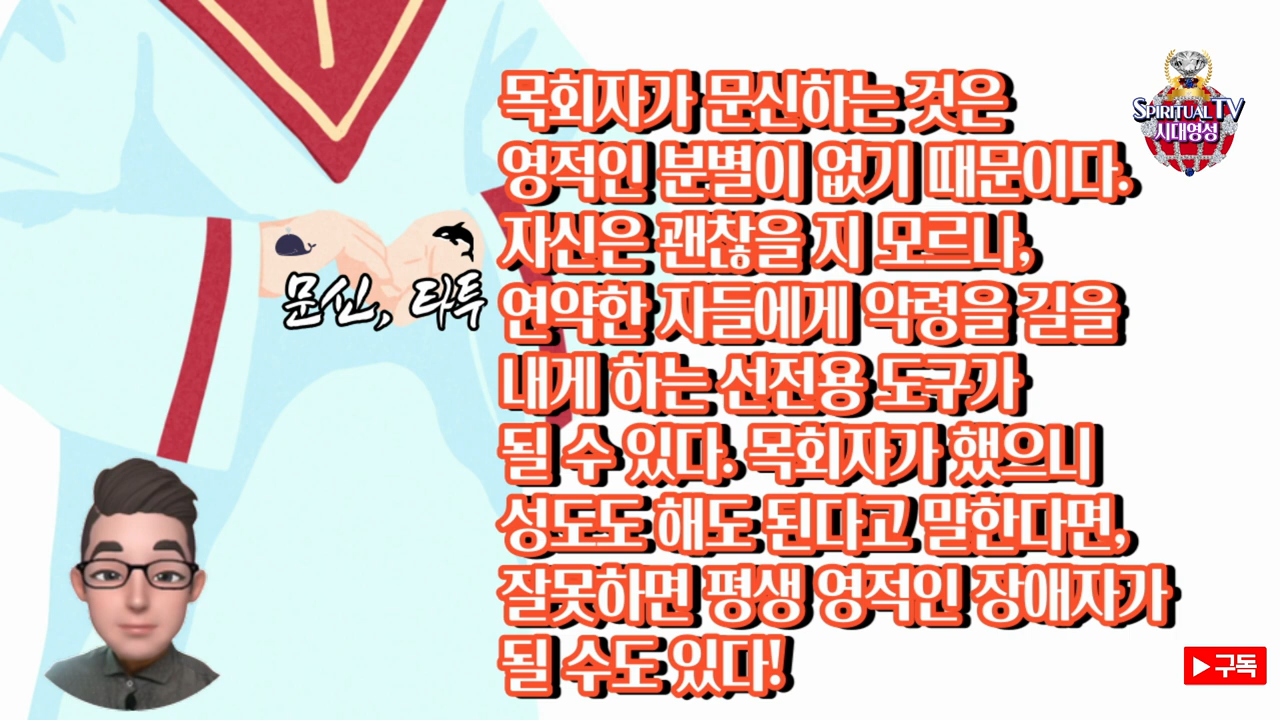 목회자가 문신하는 것은
영적인 분별이 없기 때문이다.
자신은 괜찮을 지 모르나,
연약한 자들에게 악령을 길을
내게 하는 선전용 도구가
될 수 있다. 목회자가 했으니
성도도 해도 된다고 말한다면,
잘못하면 평생 영적인 장애자가
될 수도 있다!
문신, 타투
SPIRITUAL TV
시대영성
구독